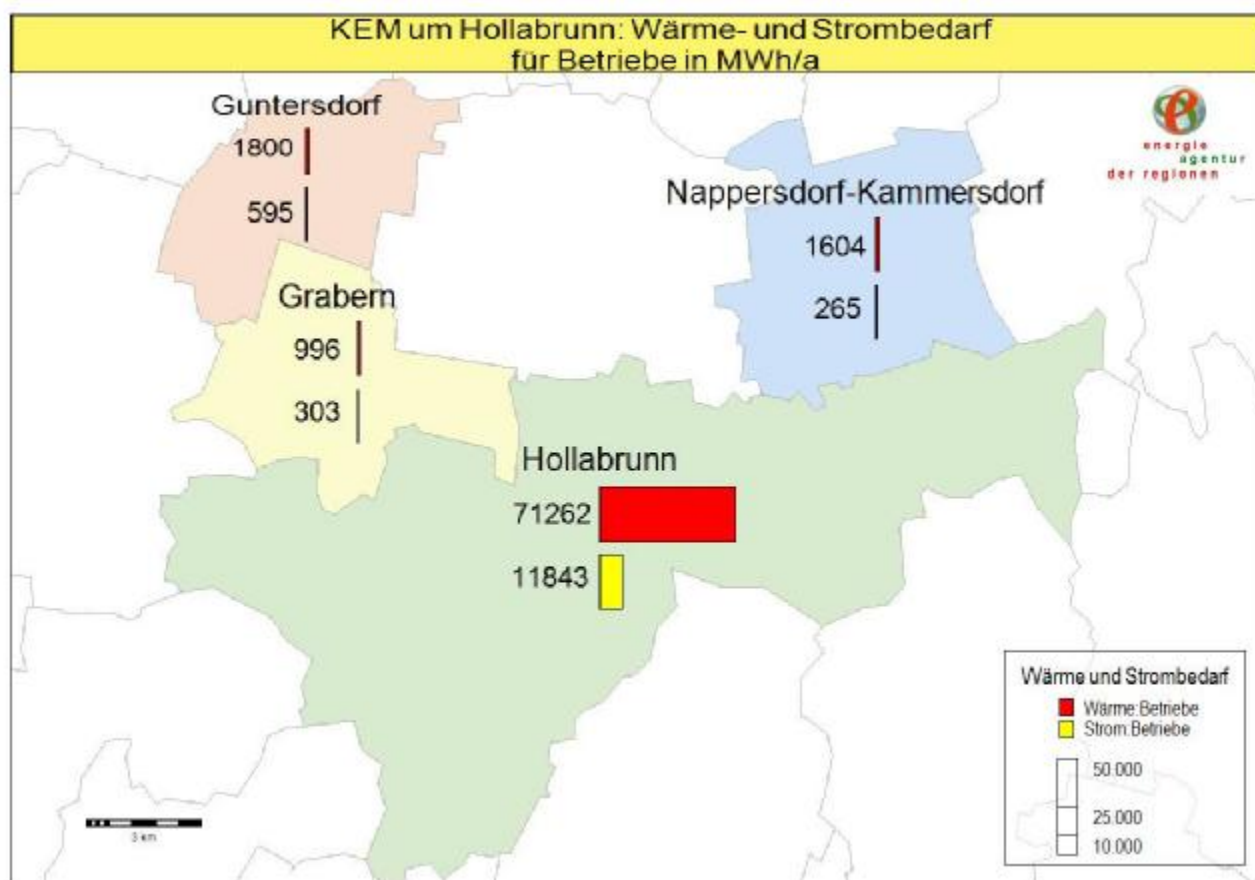 KEM um Hollabrunn: Wärme- und Strombedarf
für Betriebe in MWh/a
Guntersdorf
1800
595
energie
agentur
der regionen
Nappersdorf-Kammersdorf
1604
265
Grabern
996
303
Hollabrunn
71262
11843
Wärme und Strombedarf
Wärme:Betriebe
Strom:Betriebe
50.000
25.000
10.000
3 km